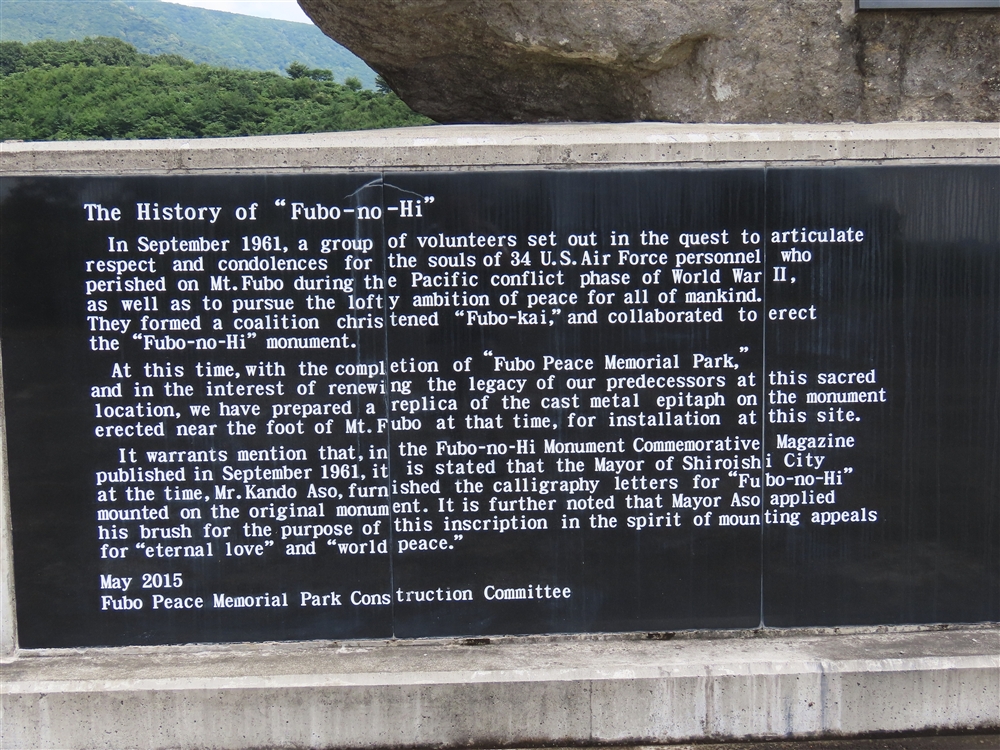 The History of “Fubo-no-Hi”
In September 1961, a group of volunteers set out in the quest to articulate
respect and condolences for the souls of 34 U.S. Air Force personnel who
perished on Mt. Fubo during the Pacific conflict phase of World War II,
as well as to pursue the lofty ambition of peace for all of mankind.
They formed a coalition christened “Fubo-kai,” and collaborated to erect
the “Fubo-no-Hi” monument.
At this time, with the completion of “Fubo Peace Memorial Park,”
and in the interest of renewing the legacy of our predecessors at this sacred
location, we have prepared a replica of the cast metal epitaph on the monument
erected near the foot of Mt. Fubo at that time, for installation at this site.
It warrants mention that, in the Fubo-no-Hi Monument Commemorative Magazine
published in September 1961, it is stated that the Mayor of Shiroishi City
at the time, Mr. Kando Aso, furnished the calligraphy letters for “Fubo-no-Hi”
mounted on the original monument. It is further noted that Mayor Aso applied
his brush for the purpose of this inscription in the spirit of mounting appeals
for “eternal love” and “world peace.”
May 2015
Fubo Peace Memorial Park Construction Committee